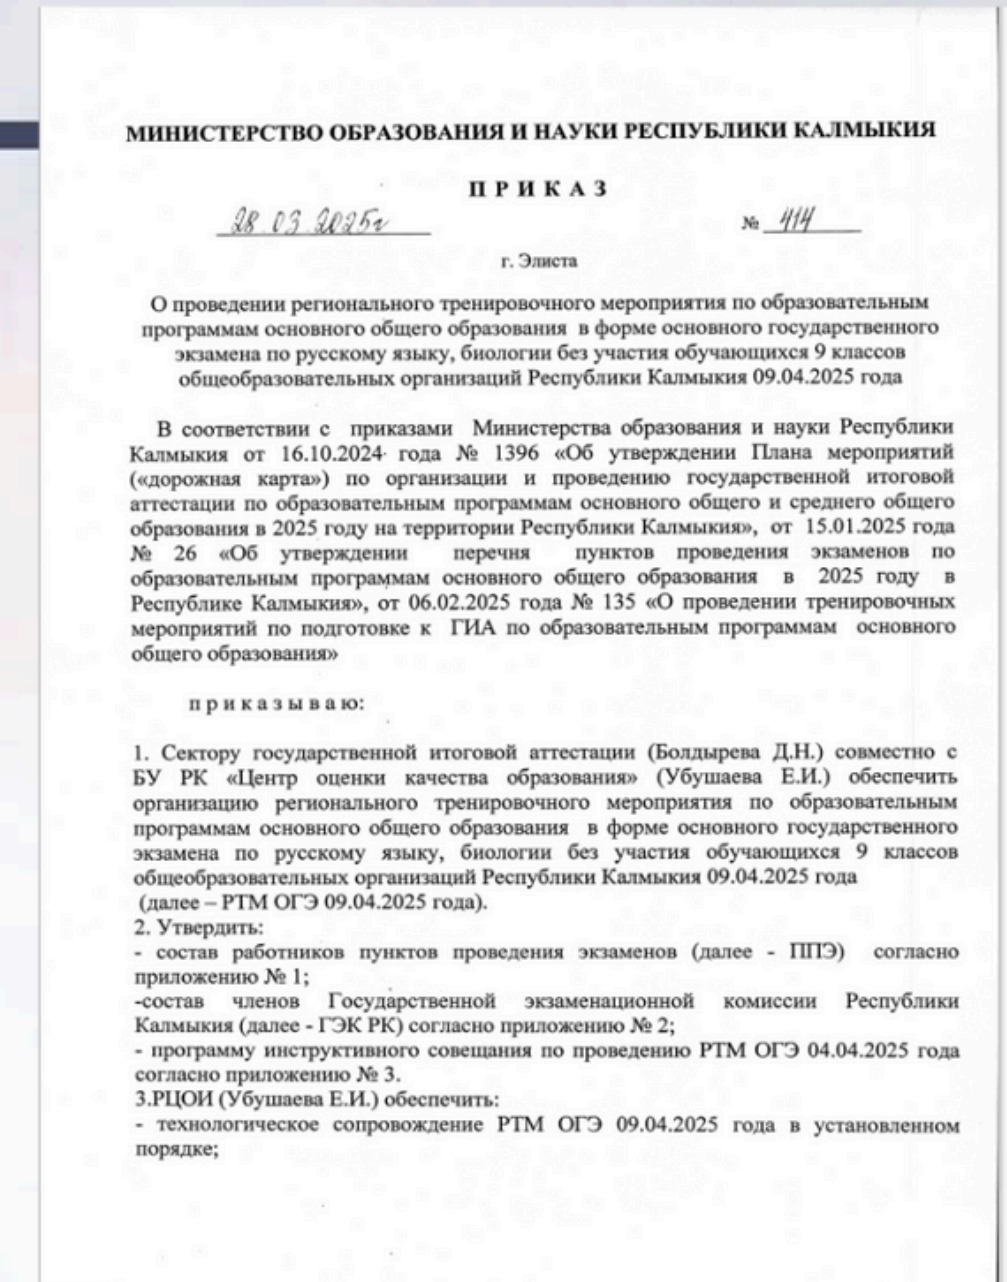 МИНИСТЕРСТВО ОБРАЗОВАНИЯ И НАУКИ РЕСПУБЛИКИ КАЛМЫКИЯ
П Р И К А З
28.03.2025г № 414
г. Элиста
О проведении регионального тренировочного мероприятия по образовательным
программам основного общего образования в форме основного государственного
экзамена по русскому языку, биологии без участия обучающихся 9 классов
общеобразовательных организаций Республики Калмыкия 09.04.2025 года
В соответствии с приказами Министерства образования и науки Республики
Калмыкия от 16.10.2024 года № 1396 «Об утверждении Плана мероприятий
(«дорожная карта») по организации и проведению государственной итоговой
аттестации по образовательным программам основного общего и среднего общего
образования в 2025 году на территории Республики Калмыкия», от 15.01.2025 года
№ 26 «Об утверждении перечня пунктов проведения экзаменов по
образовательным программам основного общего образования в 2025 году в
Республике Калмыкия», от 06.02.2025 года № 135 «О проведении тренировочных
мероприятий по подготовке к ГИА по образовательным программам основного
общего образования»
п р и к а з ы в а ю:
1. Сектору государственной итоговой аттестации (Болдырева Д.Н.) совместно с
БУ РК «Центр оценки качества образования» (Убушаева Е.И.) обеспечить
организацию регионального тренировочного мероприятия по образовательным
программам основного общего образования в форме основного государственного
экзамена по русскому языку, биологии без участия обучающихся 9 классов
общеобразовательных организаций Республики Калмыкия 09.04.2025 года
(далее – РТМ ОГЭ 09.04.2025 года).
2. Утвердить:
- состав работников пунктов проведения экзаменов (далее - ППЭ) согласно
приложению № 1;
-состав членов Государственной экзаменационной комиссии Республики
Калмыкия (далее - ГЭК РК) согласно приложению № 2;
- программу инструктивного совещания по проведению РТМ ОГЭ 04.04.2025 года
согласно приложению № 3.
3.РЦОИ (Убушаева Е.И.) обеспечить:
- технологическое сопровождение РТМ ОГЭ 09.04.2025 года в установленном
порядке;